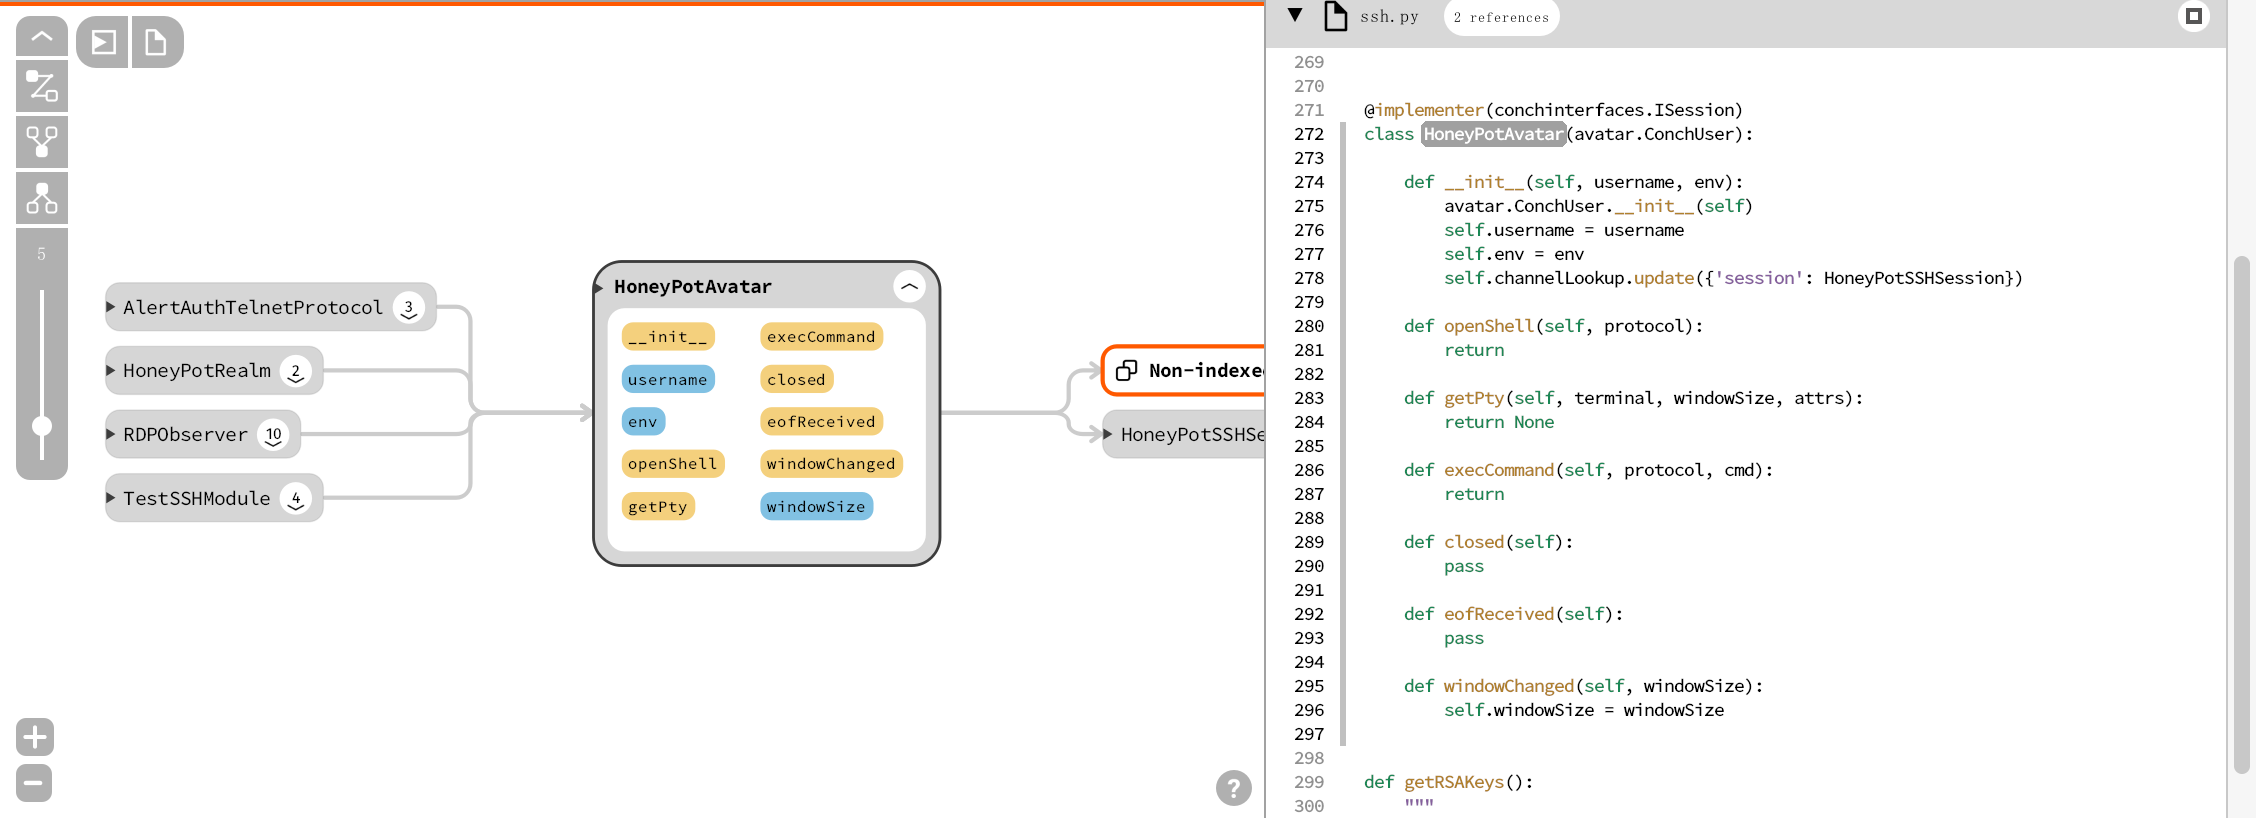 5
AlertAuthTelnetProtocol 3
HoneyPotRealm 2
RDPObserver 10
TestSSHModule 4
HoneyPotAvatar
__init__ execCommand
username closed
env eofReceived
openShell windowChanged
getPty windowSize
Non-indexe
HoneyPotSSHSe
?
ssh.py 2 references
269
270
271 @implementer(conchinterfaces.ISession)
272 class HoneyPotAvatar(avatar.ConchUser):
273
274 def __init__(self, username, env):
275 avatar.ConchUser.__init__(self)
276 self.username = username
277 self.env = env
278 self.channelLookup.update({'session': HoneyPotSSHSession})
279
280 def openShell(self, protocol):
281 return
282
283 def getPty(self, terminal, windowSize, attrs):
284 return None
285
286 def execCommand(self, protocol, cmd):
287 return
288
289 def closed(self):
290 pass
291
292 def eofReceived(self):
293 pass
294
295 def windowChanged(self, windowSize):
296 self.windowSize = windowSize
297
298
299 def getRSAKeys():
300 """